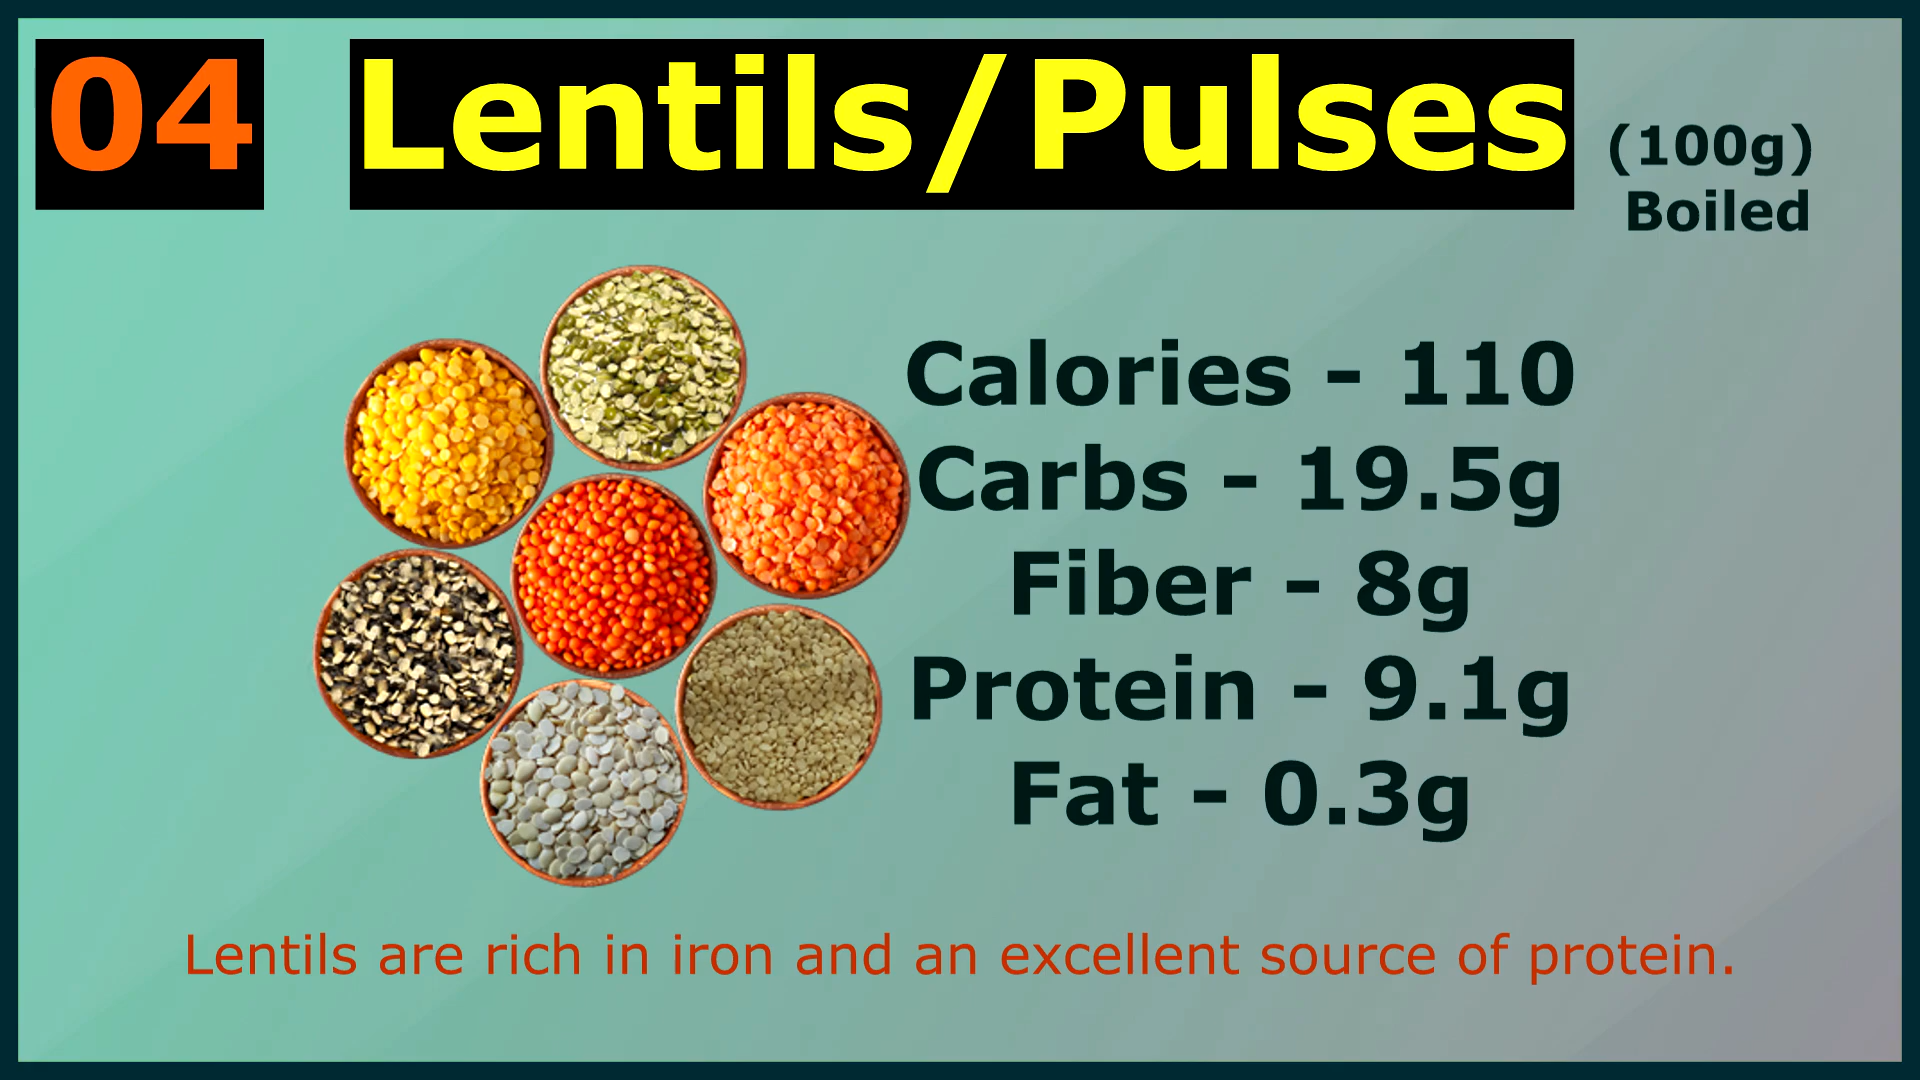 04 Lentils/Pulses (100g)
Boiled
Calories - 110
Carbs - 19.5g
Fiber - 8g
Protein - 9.1g
Fat - 0.3g
Lentils are rich in iron and an excellent source of protein.